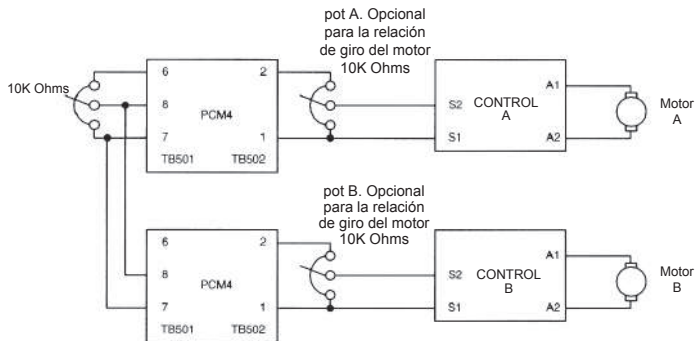 pot A. Opcional
para la relación
de giro del motor
10K Ohms
10K Ohms
6
8
7
PCM4
2
1
TB501
TB502
S2
S1
CONTROL
A
A1
A2
Motor
A
pot B. Opcional
para la relación
de giro del motor
10K Ohms
6
8
7
PCM4
2
1
TB501
TB502
S2
S1
CONTROL
B
A1
A2
Motor
B